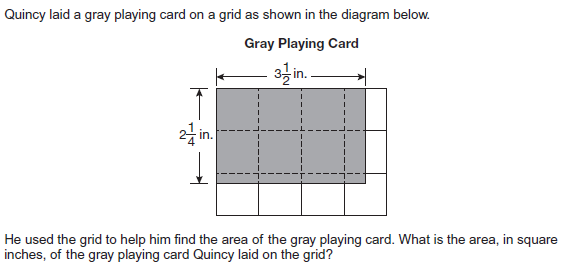 Quincy laid a gray playing card on a grid as shown in the diagram below.
Gray Playing Card
3 1/2 in.
2 1/4 in.
He used the grid to help him find the area of the gray playing card. What is the area, in square
inches, of the gray playing card Quincy laid on the grid?